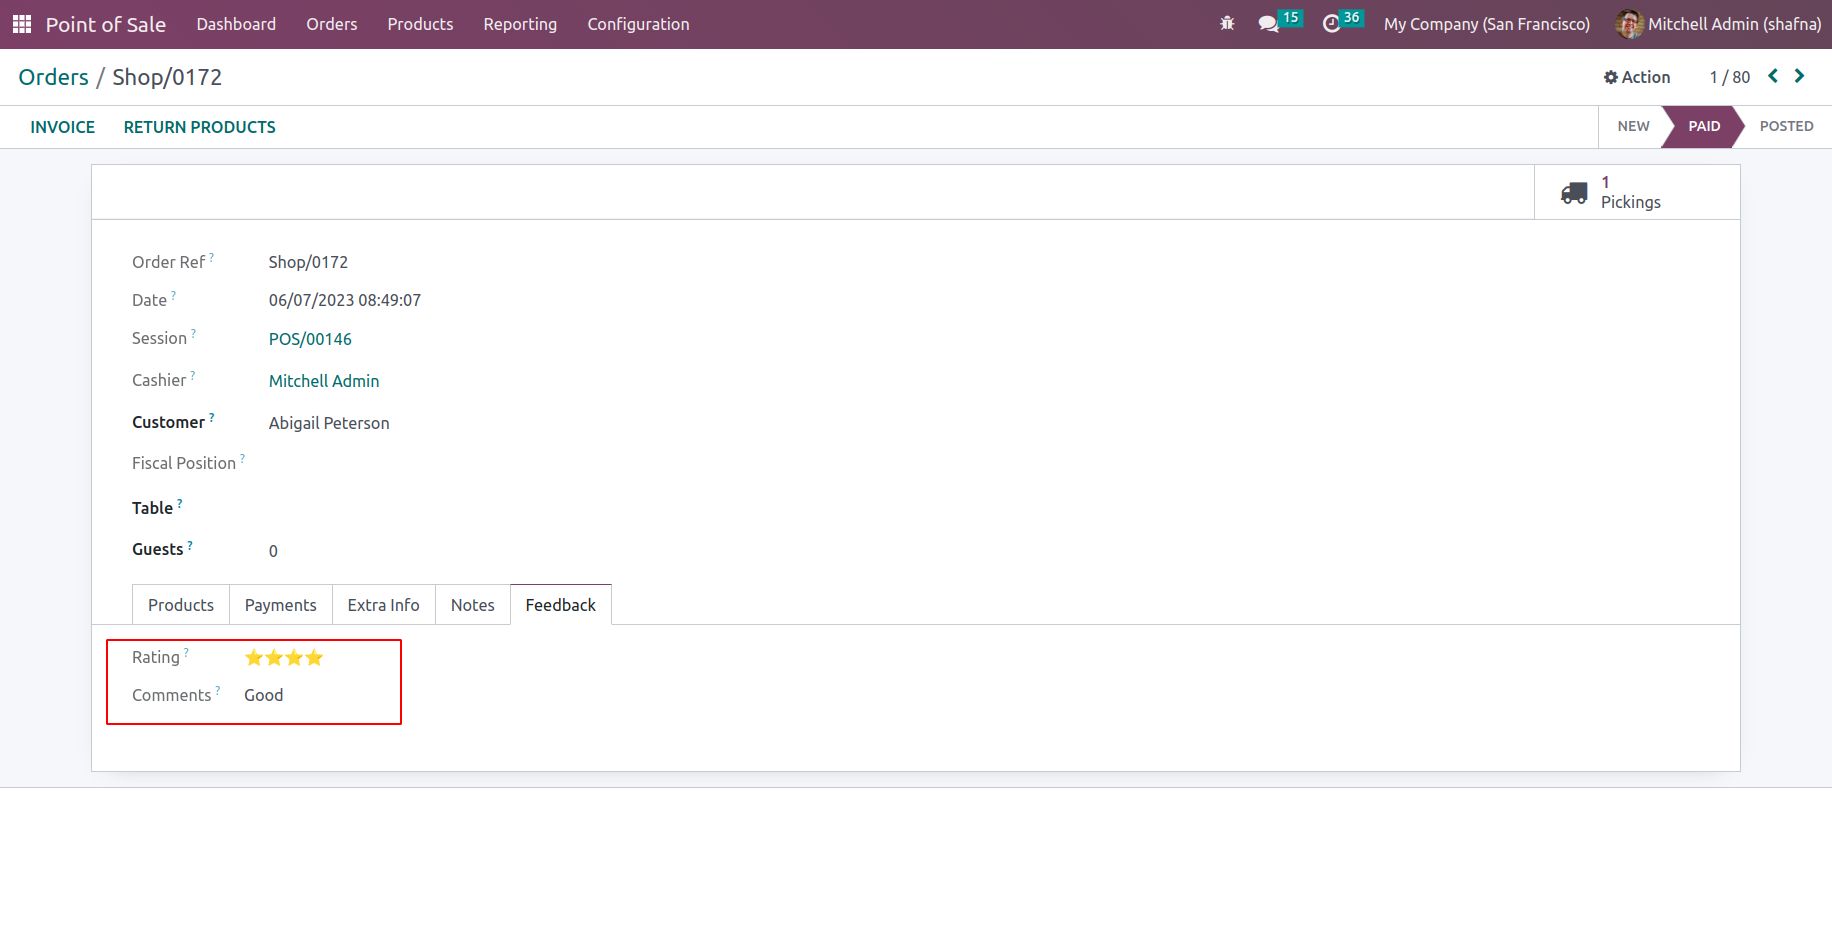 Point of Sale Dashboard Orders Products Reporting Configuration 15 36 My Company (San Francisco) Mitchell Admin (shafna)
Orders / Shop/0172 Action 1 / 80
INVOICE RETURN PRODUCTS NEW PAID POSTED
1
Pickings
Order Ref ? Shop/0172
Date ? 06/07/2023 08:49:07
Session ? POS/00146
Cashier ? Mitchell Admin
Customer ? Abigail Peterson
Fiscal Position ?
Table ?
Guests ? 0
Products Payments Extra Info Notes Feedback
Rating ? ⭐⭐⭐⭐
Comments ? Good